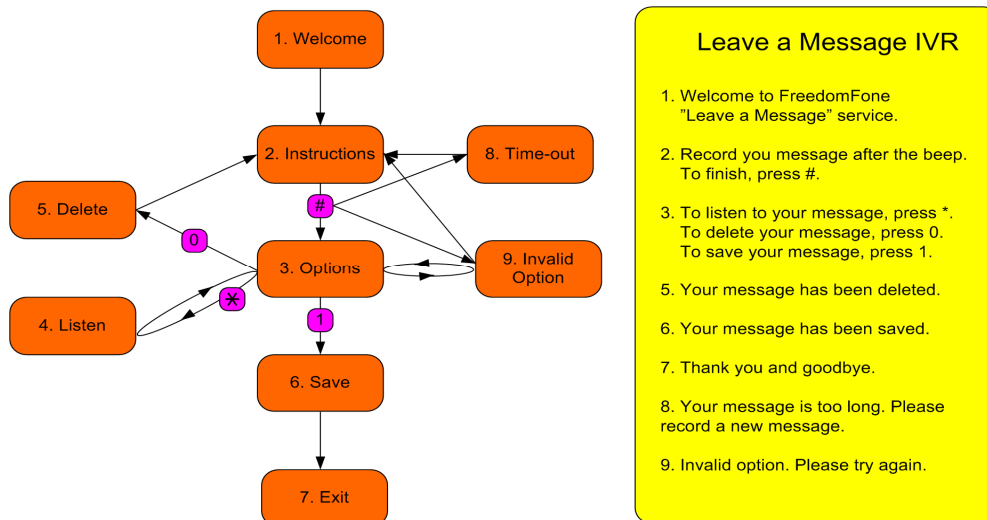 1. Welcome
2. Instructions
8. Time-out
5. Delete
#
0
3. Options
9. Invalid
Option
*
4. Listen
1
6. Save
7. Exit
Leave a Message IVR
1. Welcome to FreedomFone
"Leave a Message" service.
2. Record you message after the beep.
To finish, press #.
3. To listen to your message, press *.
To delete your message, press 0.
To save your message, press 1.
5. Your message has been deleted.
6. Your message has been saved.
7. Thank you and goodbye.
8. Your message is too long. Please
record a new message.
9. Invalid option. Please try again.